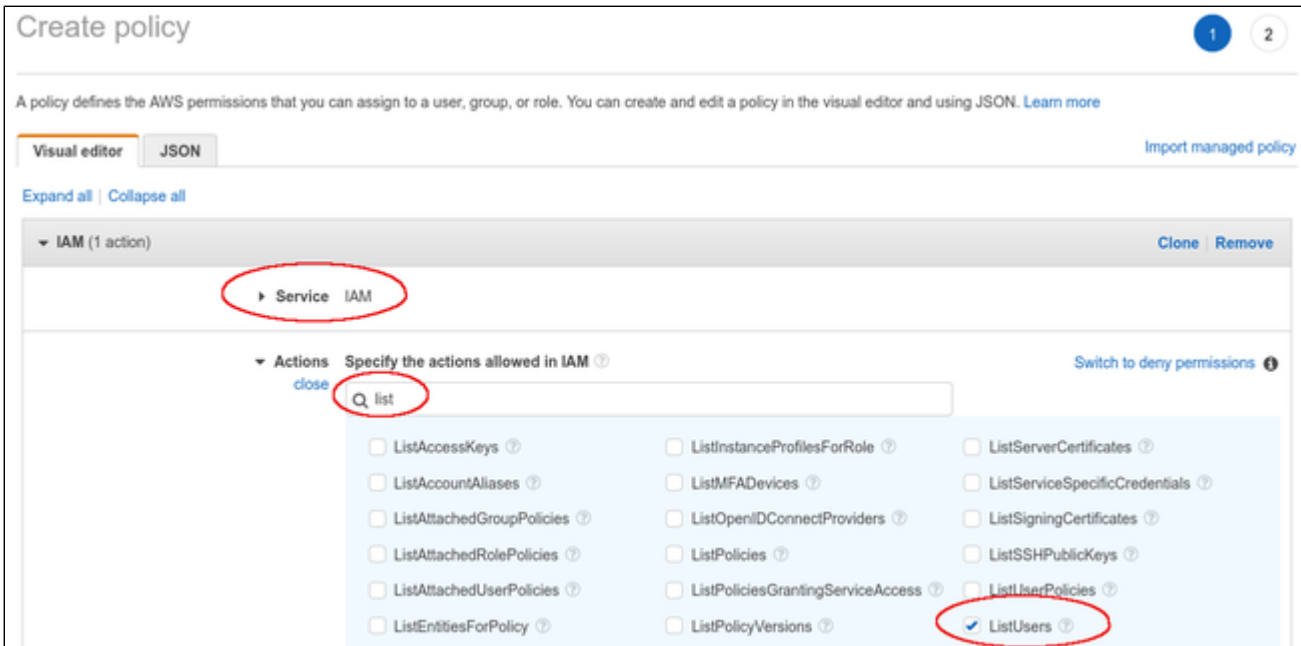 Create policy
1 2
A policy defines the AWS permissions that you can assign to a user, group, or role. You can create and edit a policy in the visual editor and using JSON. Learn more
Visual editor JSON Import managed policy
Expand all | Collapse all
IAM (1 action) Clone | Remove
Service IAM
Actions Specify the actions allowed in IAM ? Switch to deny permissions i
close
list
ListAccessKeys ? ListInstanceProfilesForRole ? ListServerCertificates ?
ListAccountAliases ? ListMFADevices ? ListServiceSpecificCredentials ?
ListAttachedGroupPolicies ? ListOpenIDConnectProviders ? ListSigningCertificates ?
ListAttachedRolePolicies ? ListPolicies ? ListSSHPublicKeys ?
ListAttachedUserPolicies ? ListPoliciesGrantingServiceAccess ? ListUserPolicies ?
ListEntitiesForPolicy ? ListPolicyVersions ? ListUsers ?